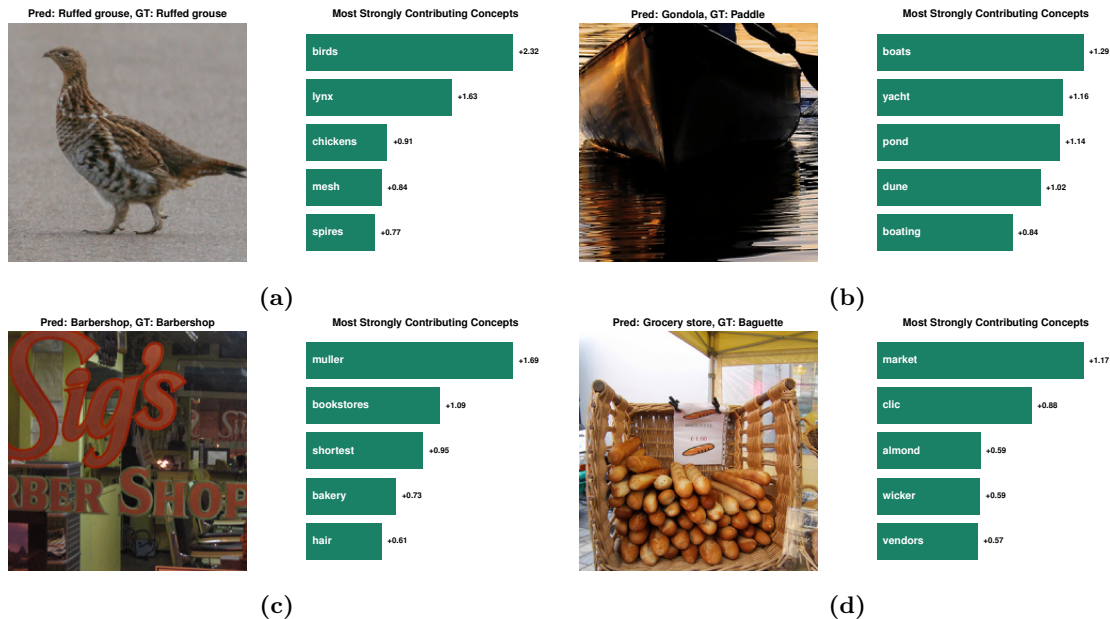 Pred: Ruffed grouse, GT: Ruffed grouse
Most Strongly Contributing Concepts
birds +2.32
lynx +1.63
chickens +0.91
mesh +0.84
spires +0.77
(a)
Pred: Gondola, GT: Paddle
Most Strongly Contributing Concepts
boats +1.29
yacht +1.16
pond +1.14
dune +1.02
boating +0.84
(b)
Pred: Barbershop, GT: Barbershop
Sig's
RBER SHOP
Most Strongly Contributing Concepts
muller +1.69
bookstores +1.09
shortest +0.95
bakery +0.73
hair +0.61
(c)
Pred: Grocery store, GT: Baguette
£1.00
Most Strongly Contributing Concepts
market +1.17
clic +0.88
almond +0.59
wicker +0.59
vendors +0.57
(d)